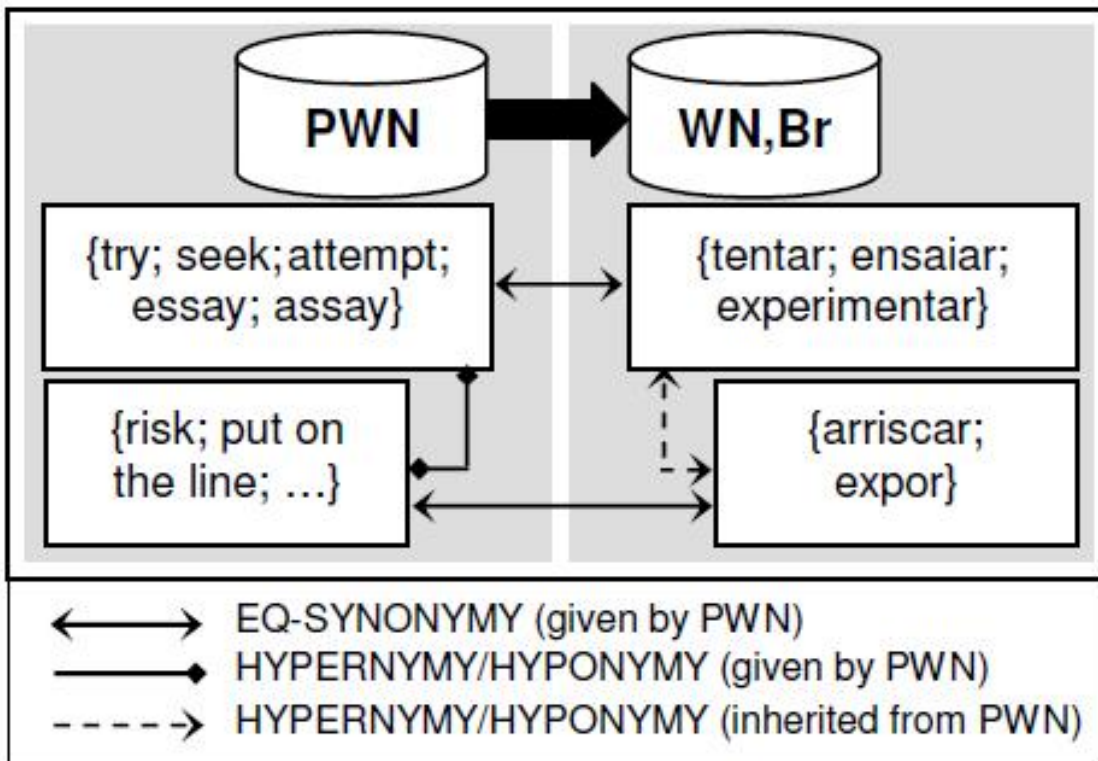 PWN
WN,Br
{try; seek;attempt;
essay; assay}
{tentar; ensaiar;
experimentar}
{risk; put on
the line; ...}
{arriscar;
expor}
EQ-SYNONYMY (given by PWN)
HYPERNYMY/HYPONYMY (given by PWN)
HYPERNYMY/HYPONYMY (inherited from PWN)